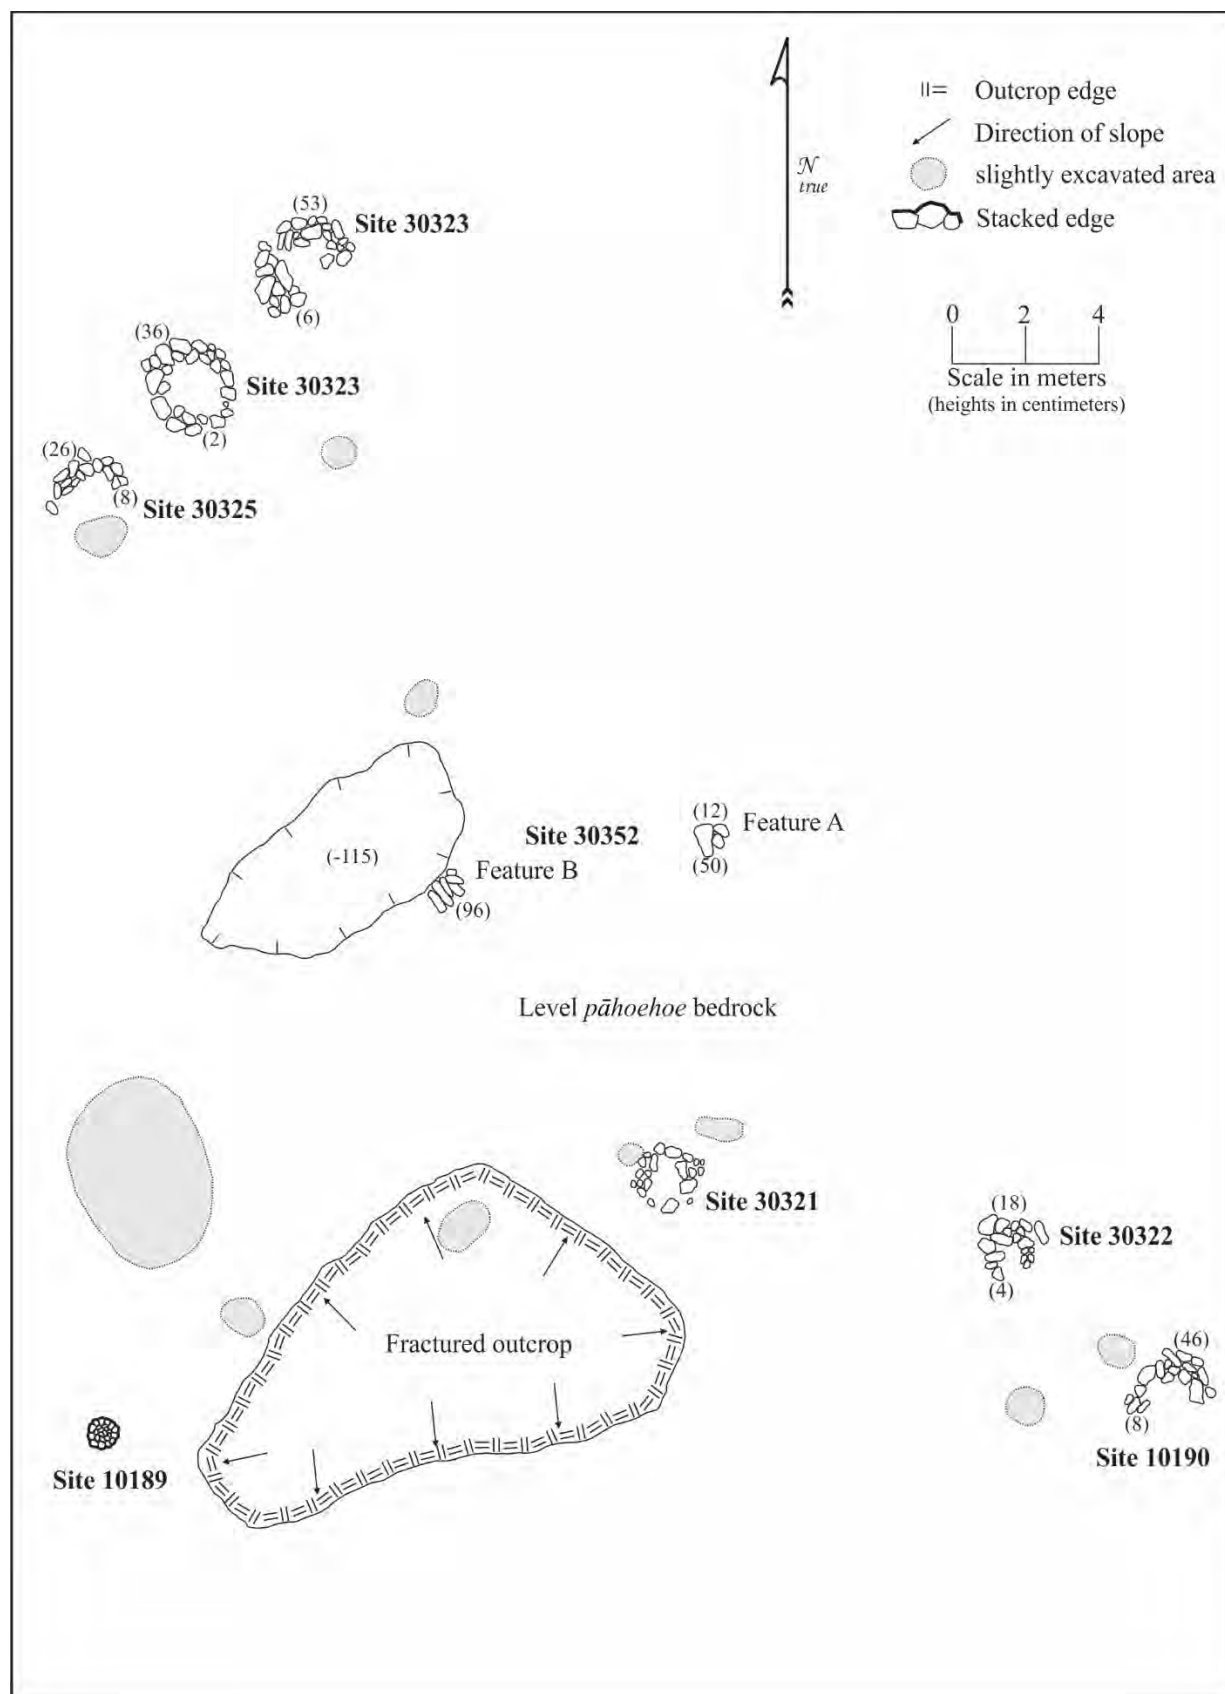 Outcrop edge
Direction of slope
N
true
slightly excavated area
Stacked edge
(53)
Site 30323
(6)
0 2 4
Scale in meters
(heights in centimeters)
(36)
Site 30323
(2)
(26)
(8)
Site 30325
(12)
Feature A
Site 30352
(-115)
(50)
Feature B
(96)
Level pāhoehoe bedrock
Site 30321
(18)
Site 30322
(4)
Fractured outcrop
(46)
(8)
Site 10190
Site 10189